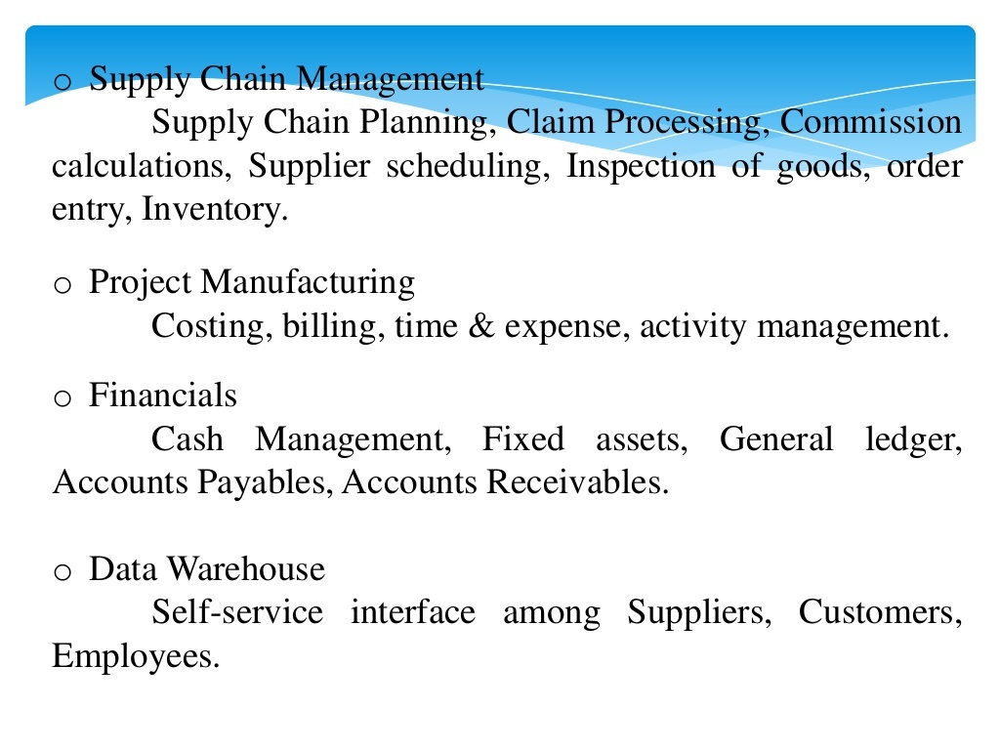 o Supply Chain Management
Supply Chain Planning, Claim Processing, Commission
calculations, Supplier scheduling, Inspection of goods, order
entry, Inventory.
o Project Manufacturing
Costing, billing, time & expense, activity management.
o Financials
Cash Management, Fixed assets, General ledger,
Accounts Payables, Accounts Receivables.
o Data Warehouse
Self-service interface among Suppliers, Customers,
Employees.